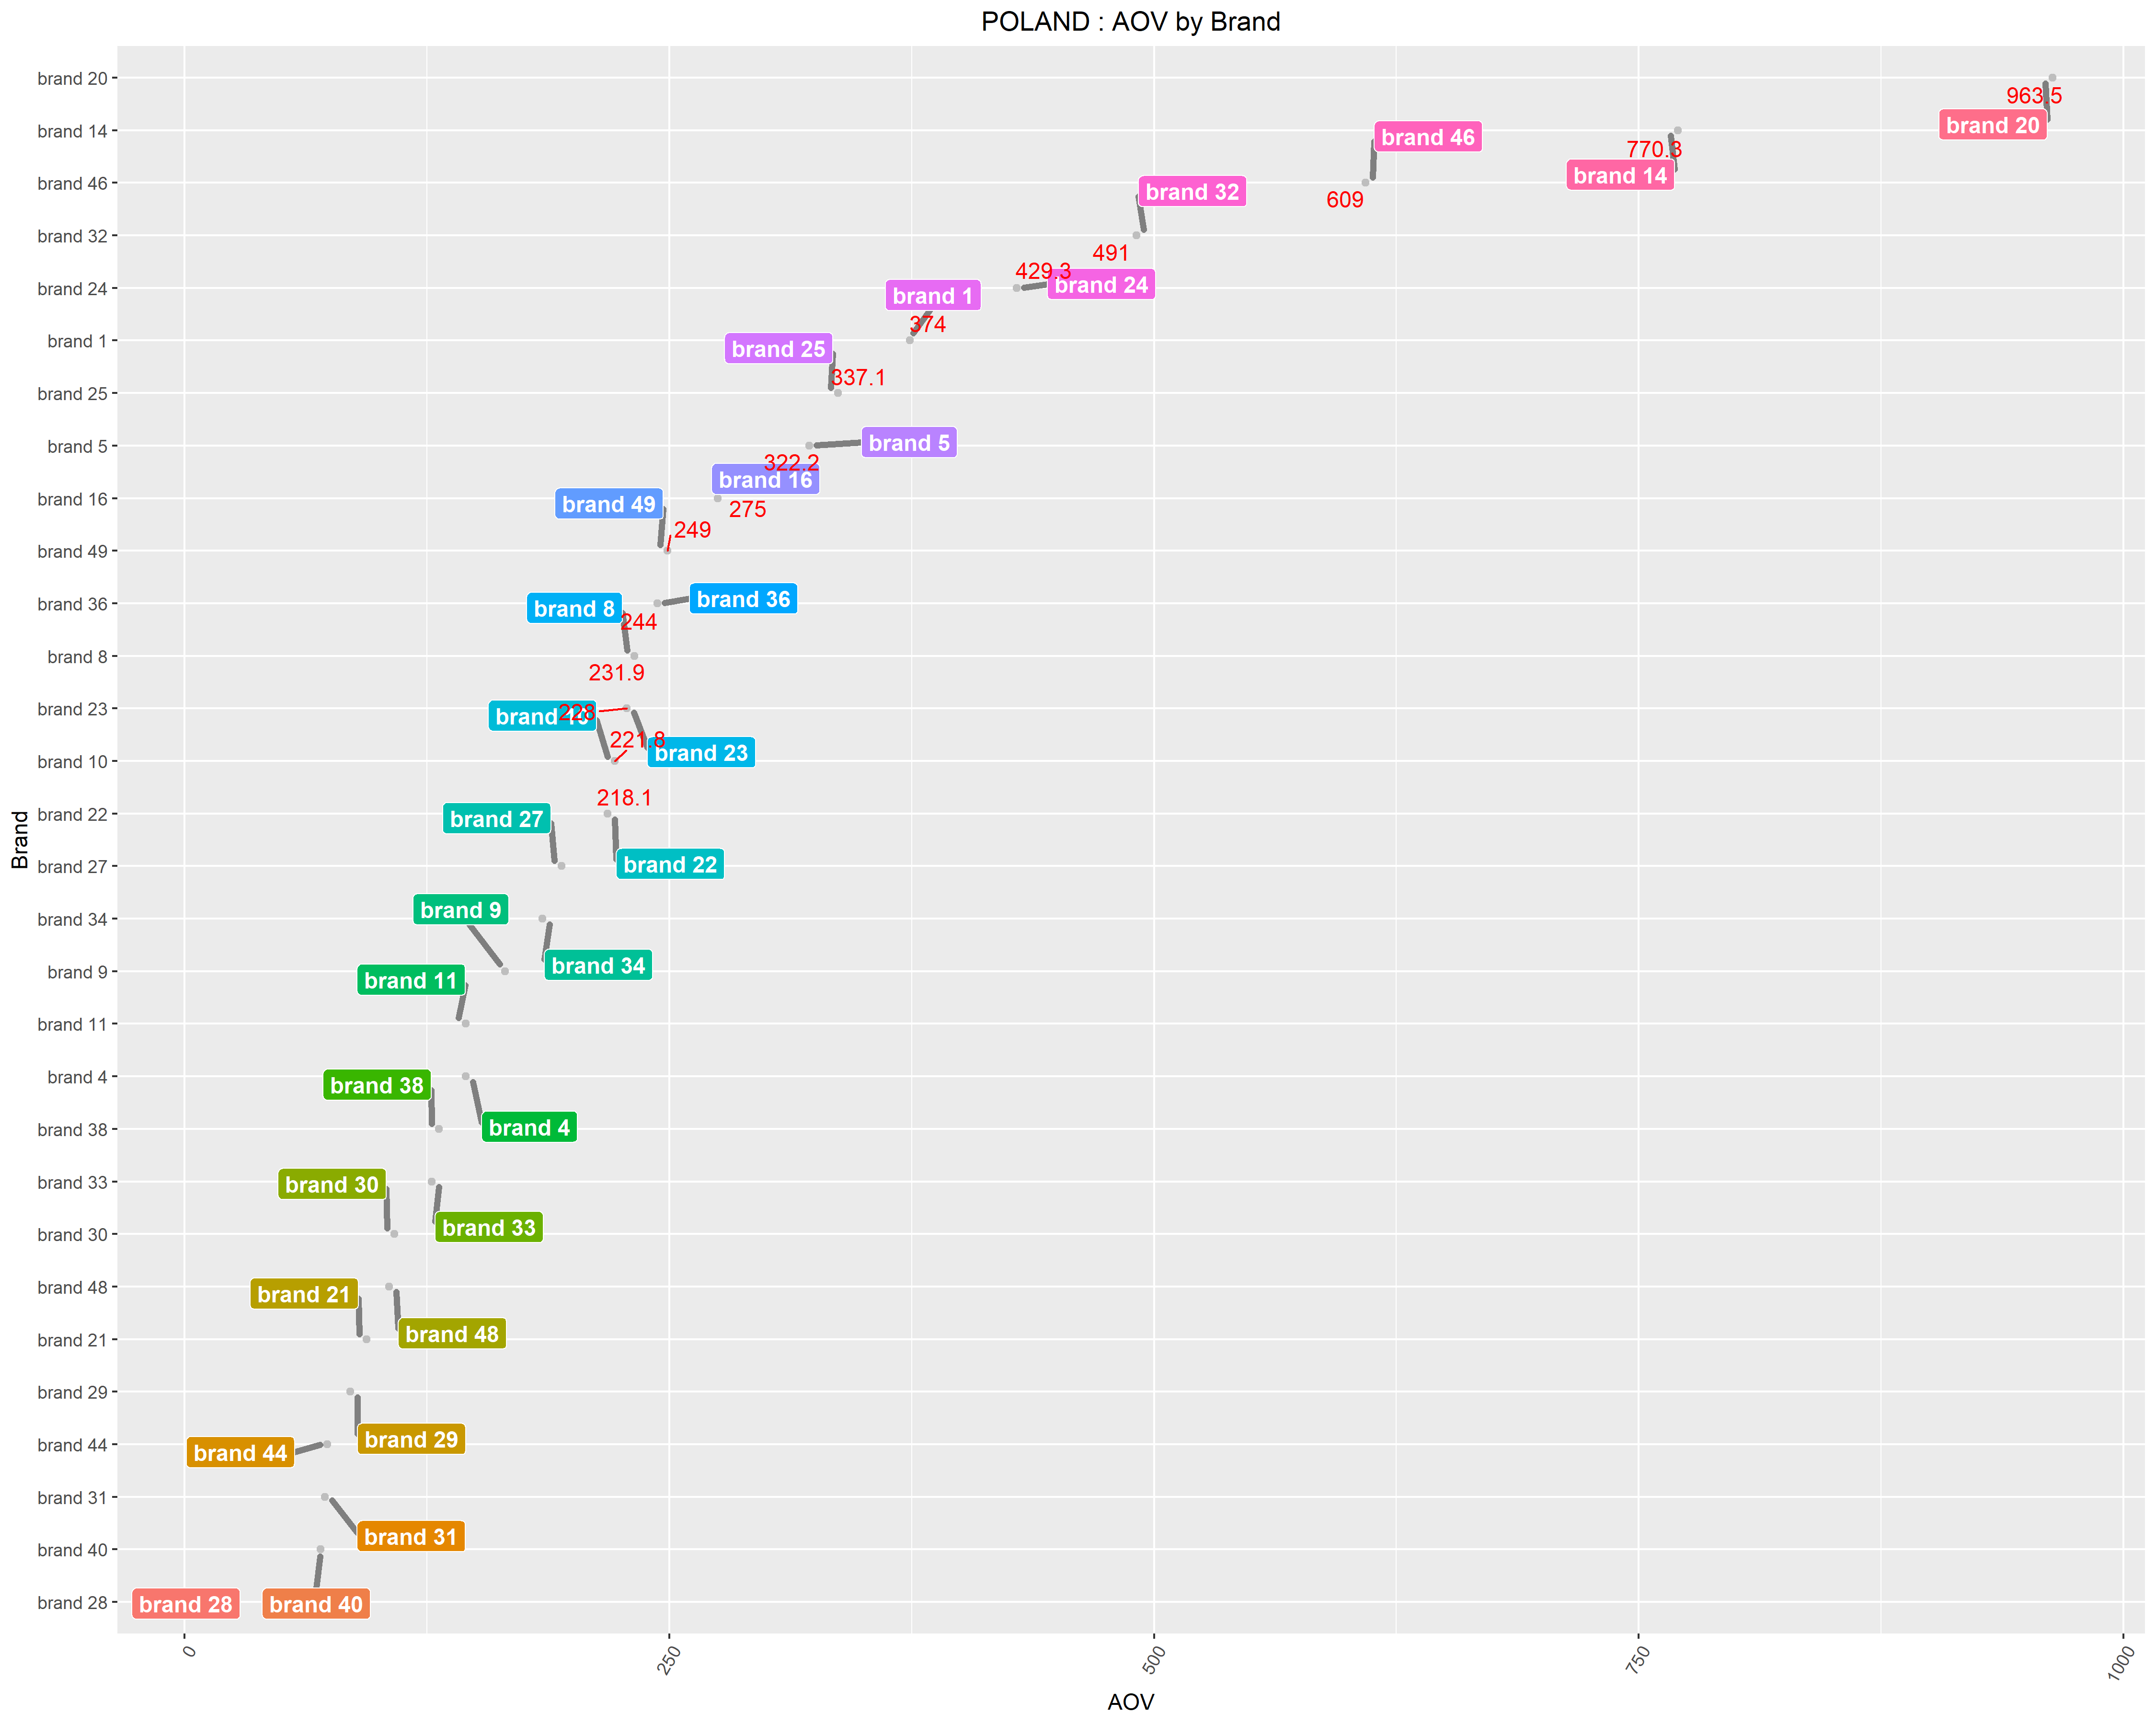 POLAND : AOV by Brand
brand 20
963.5
brand 20
brand 14
brand 46
770.3
brand 14
brand 46
brand 32
609
brand 32
491
429.3
brand 24
brand 24
brand 1
374
brand 1
brand 25
337.1
brand 25
brand 5
brand 5
322.2
brand 16
brand 16
brand 49
275
249
brand 49
brand 36
brand 36
brand 8
244
brand 8
231.9
brand 23
brand
228
221.8
brand 23
brand 10
218.1
brand 22
brand 27
brand 22
brand 27
brand 9
brand 34
brand 34
brand 9
brand 11
brand 11
brand 4
brand 38
brand 4
brand 38
brand 33
brand 30
brand 33
brand 30
brand 48
brand 21
brand 48
brand 21
brand 29
brand 29
brand 44
brand 44
brand 31
brand 31
brand 40
brand 28
brand 28
brand 40
Brand
0
250
500
750
1000
AOV